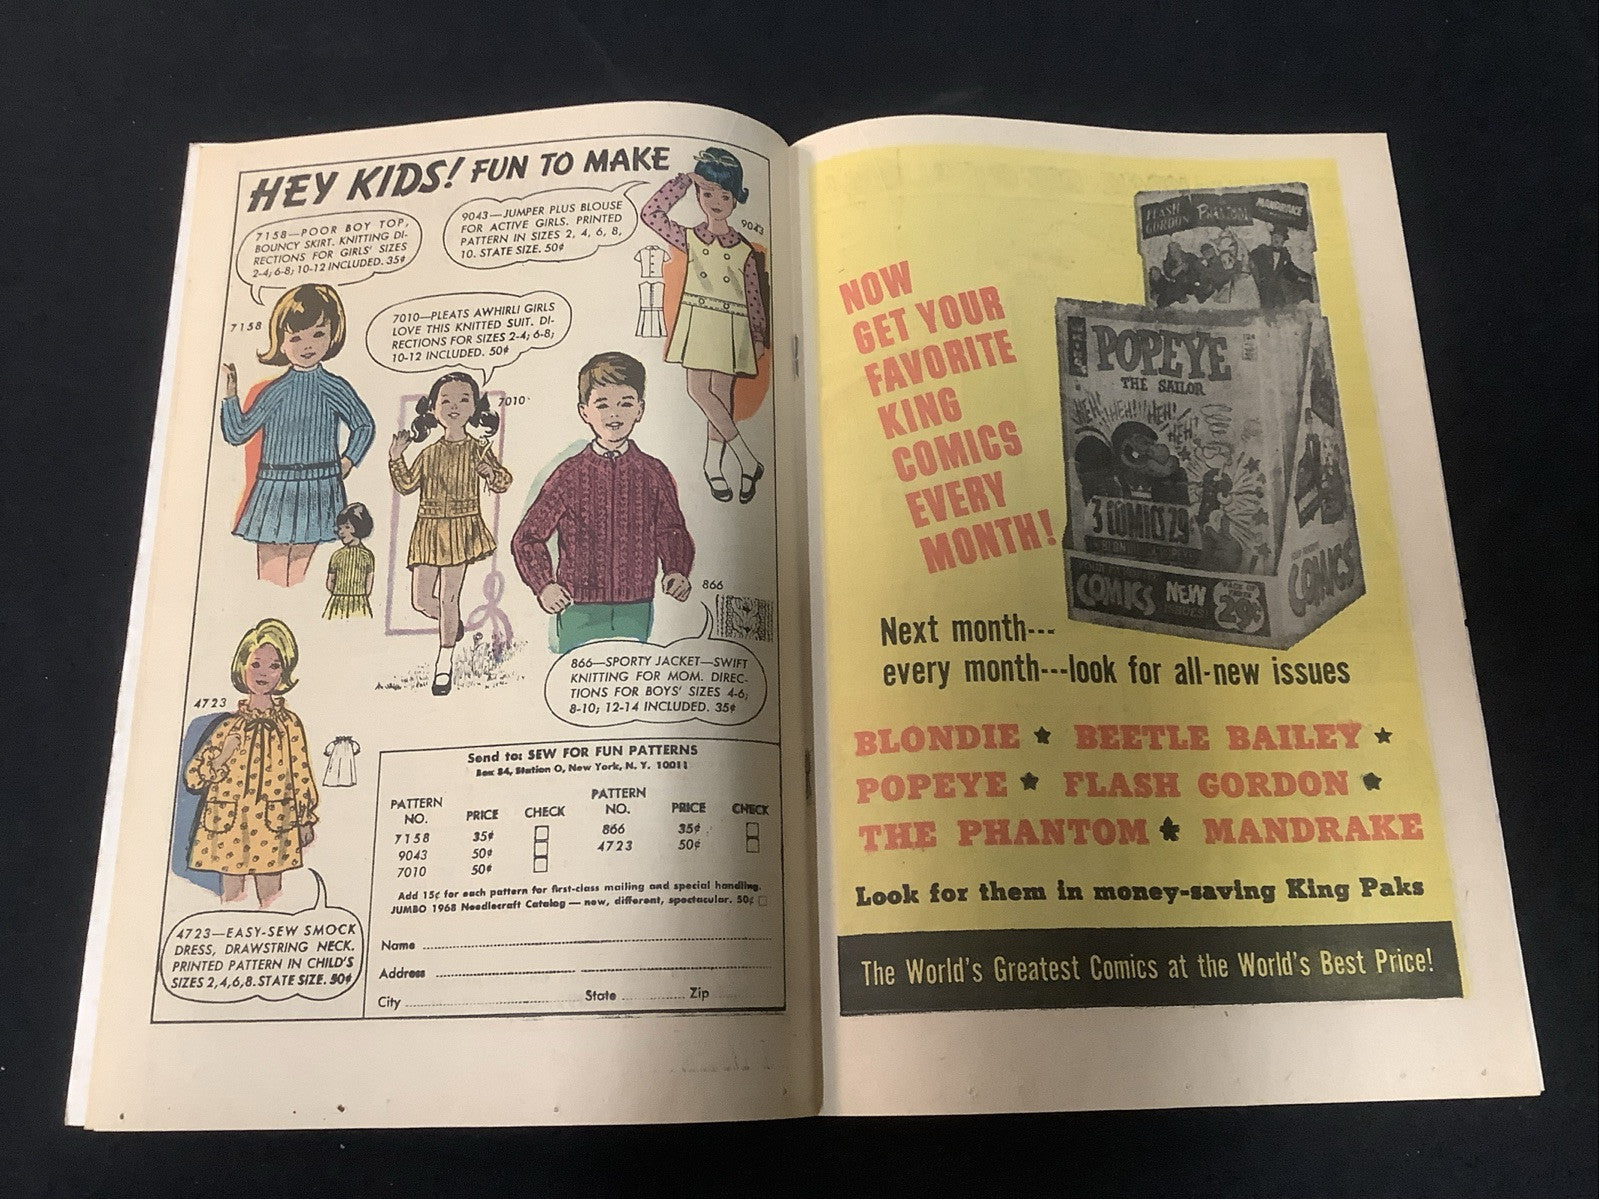 HEY KIDS! FUN TO MAKE
7158—POOR BOY TOP,
BOUNCY SKIRT. KNITTING DI-
RECTIONS FOR GIRLS' SIZES
2-4; 6-8; 10-12 INCLUDED. 35¢
9043—JUMPER PLUS BLOUSE
FOR ACTIVE GIRLS. PRINTED
PATTERN IN SIZES 2, 4, 6, 8,
10. STATE SIZE. 50¢
9043
7158
7010—PLEATS AWHIRL! GIRLS
LOVE THIS KNITTED SUIT. DI-
RECTIONS FOR SIZES 2-4; 6-8;
10-12 INCLUDED. 50¢
7010
866
866—SPORTY JACKET—SWIFT
KNITTING FOR MOM. DIREC-
TIONS FOR BOYS' SIZES 4-6;
8-10; 12-14 INCLUDED. 35¢
4723
4723—EASY-SEW SMOCK
DRESS, DRAWSTRING NECK.
PRINTED PATTERN IN CHILD'S
SIZES 2,4,6,8. STATE SIZE. 50¢
Send to: SEW FOR FUN PATTERNS
Box 84, Station O, New York, N. Y. 10011
PATTERN NO. PRICE CHECK PATTERN NO. PRICE CHECK
7158 35¢ 866 35¢
9043 50¢ 4723 50¢
7010 50¢
Add 15¢ for each pattern for first-class mailing and special handling.
JUMBO 1968 Needlecraft Catalog — new, different, spectacular. 50¢
Name
Address
City State Zip
NOW
GET YOUR
FAVORITE
KING
COMICS
EVERY
MONTH!
FLASH GORDON PHANTOM MANDRAKE
POPEYE
THE SAILOR
HEH! HEH! HEH! HEH!
3 COMICS 29¢
COMICS NEW 29¢
COMICS
Next month---
every month---look for all-new issues
BLONDIE ★ BEETLE BAILEY ★
POPEYE ★ FLASH GORDON ★
THE PHANTOM ★ MANDRAKE
Look for them in money-saving King Paks
The World's Greatest Comics at the World's Best Price!